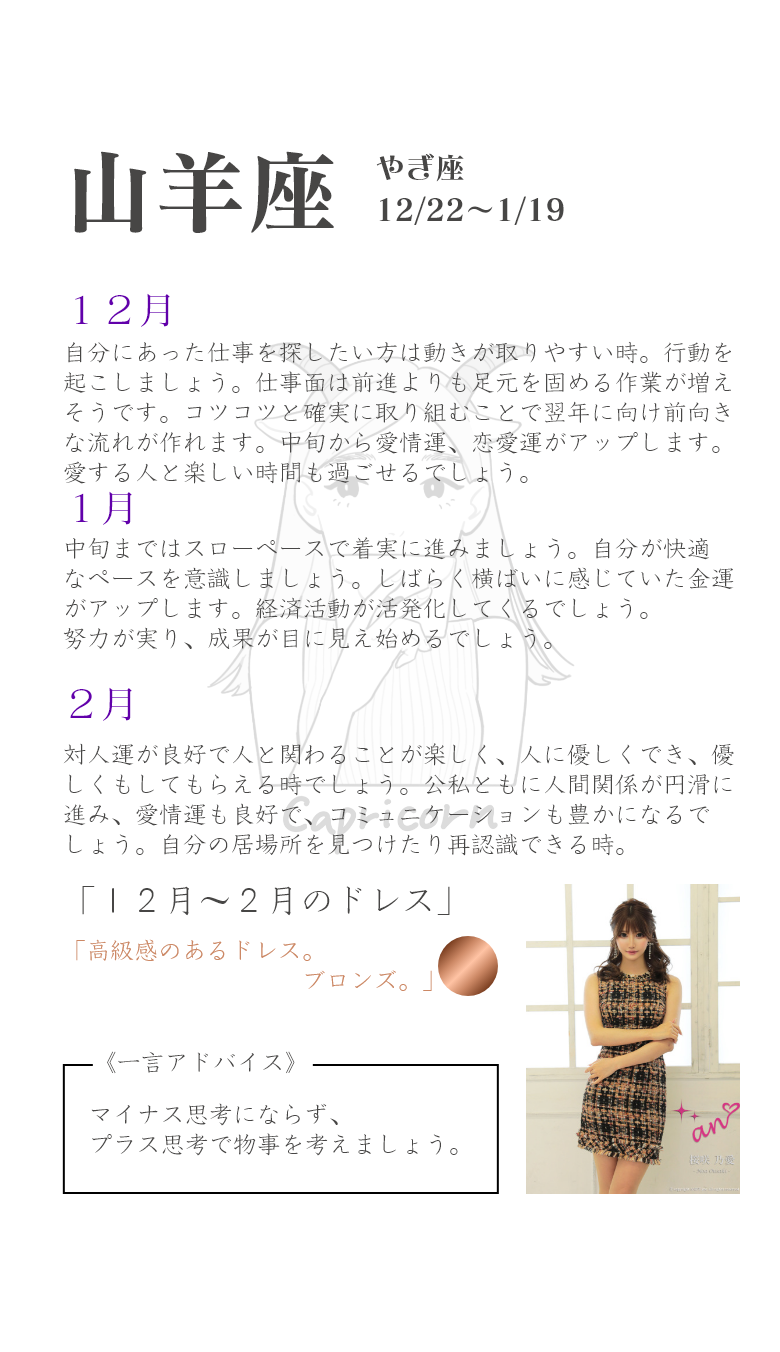 山羊座
やぎ座
12/22〜1/19
１２月
自分にあった仕事を探したい方は動きが取りやすい時。行動を
起こしましょう。仕事面は前進よりも足元を固める作業が増え
そうです。コツコツと確実に取り組むことで翌年に向け前向き
な流れが作れます。中旬から愛情運、恋愛運がアップします。
愛する人と楽しい時間も過ごせるでしょう。
１月
中旬まではスローペースで着実に進みましょう。自分が快適
なペースを意識しましょう。しばらく横ばいに感じていた金運
がアップします。経済活動が活発化してくるでしょう。
努力が実り、成果が目に見え始めるでしょう。
２月
対人運が良好で人と関わることが楽しく、人に優しくでき、優
しくもしてもらえる時でしょう。公私ともに人間関係が円滑に
進み、愛情運も良好で、コミュニケーションも豊かになるで
しょう。自分の居場所を見つけたり再認識できる時。
Capricorn
「１２月〜２月のドレス」
「高級感のあるドレス。
ブロンズ。」
《一言アドバイス》
マイナス思考にならず、
プラス思考で物事を考えましょう。
an